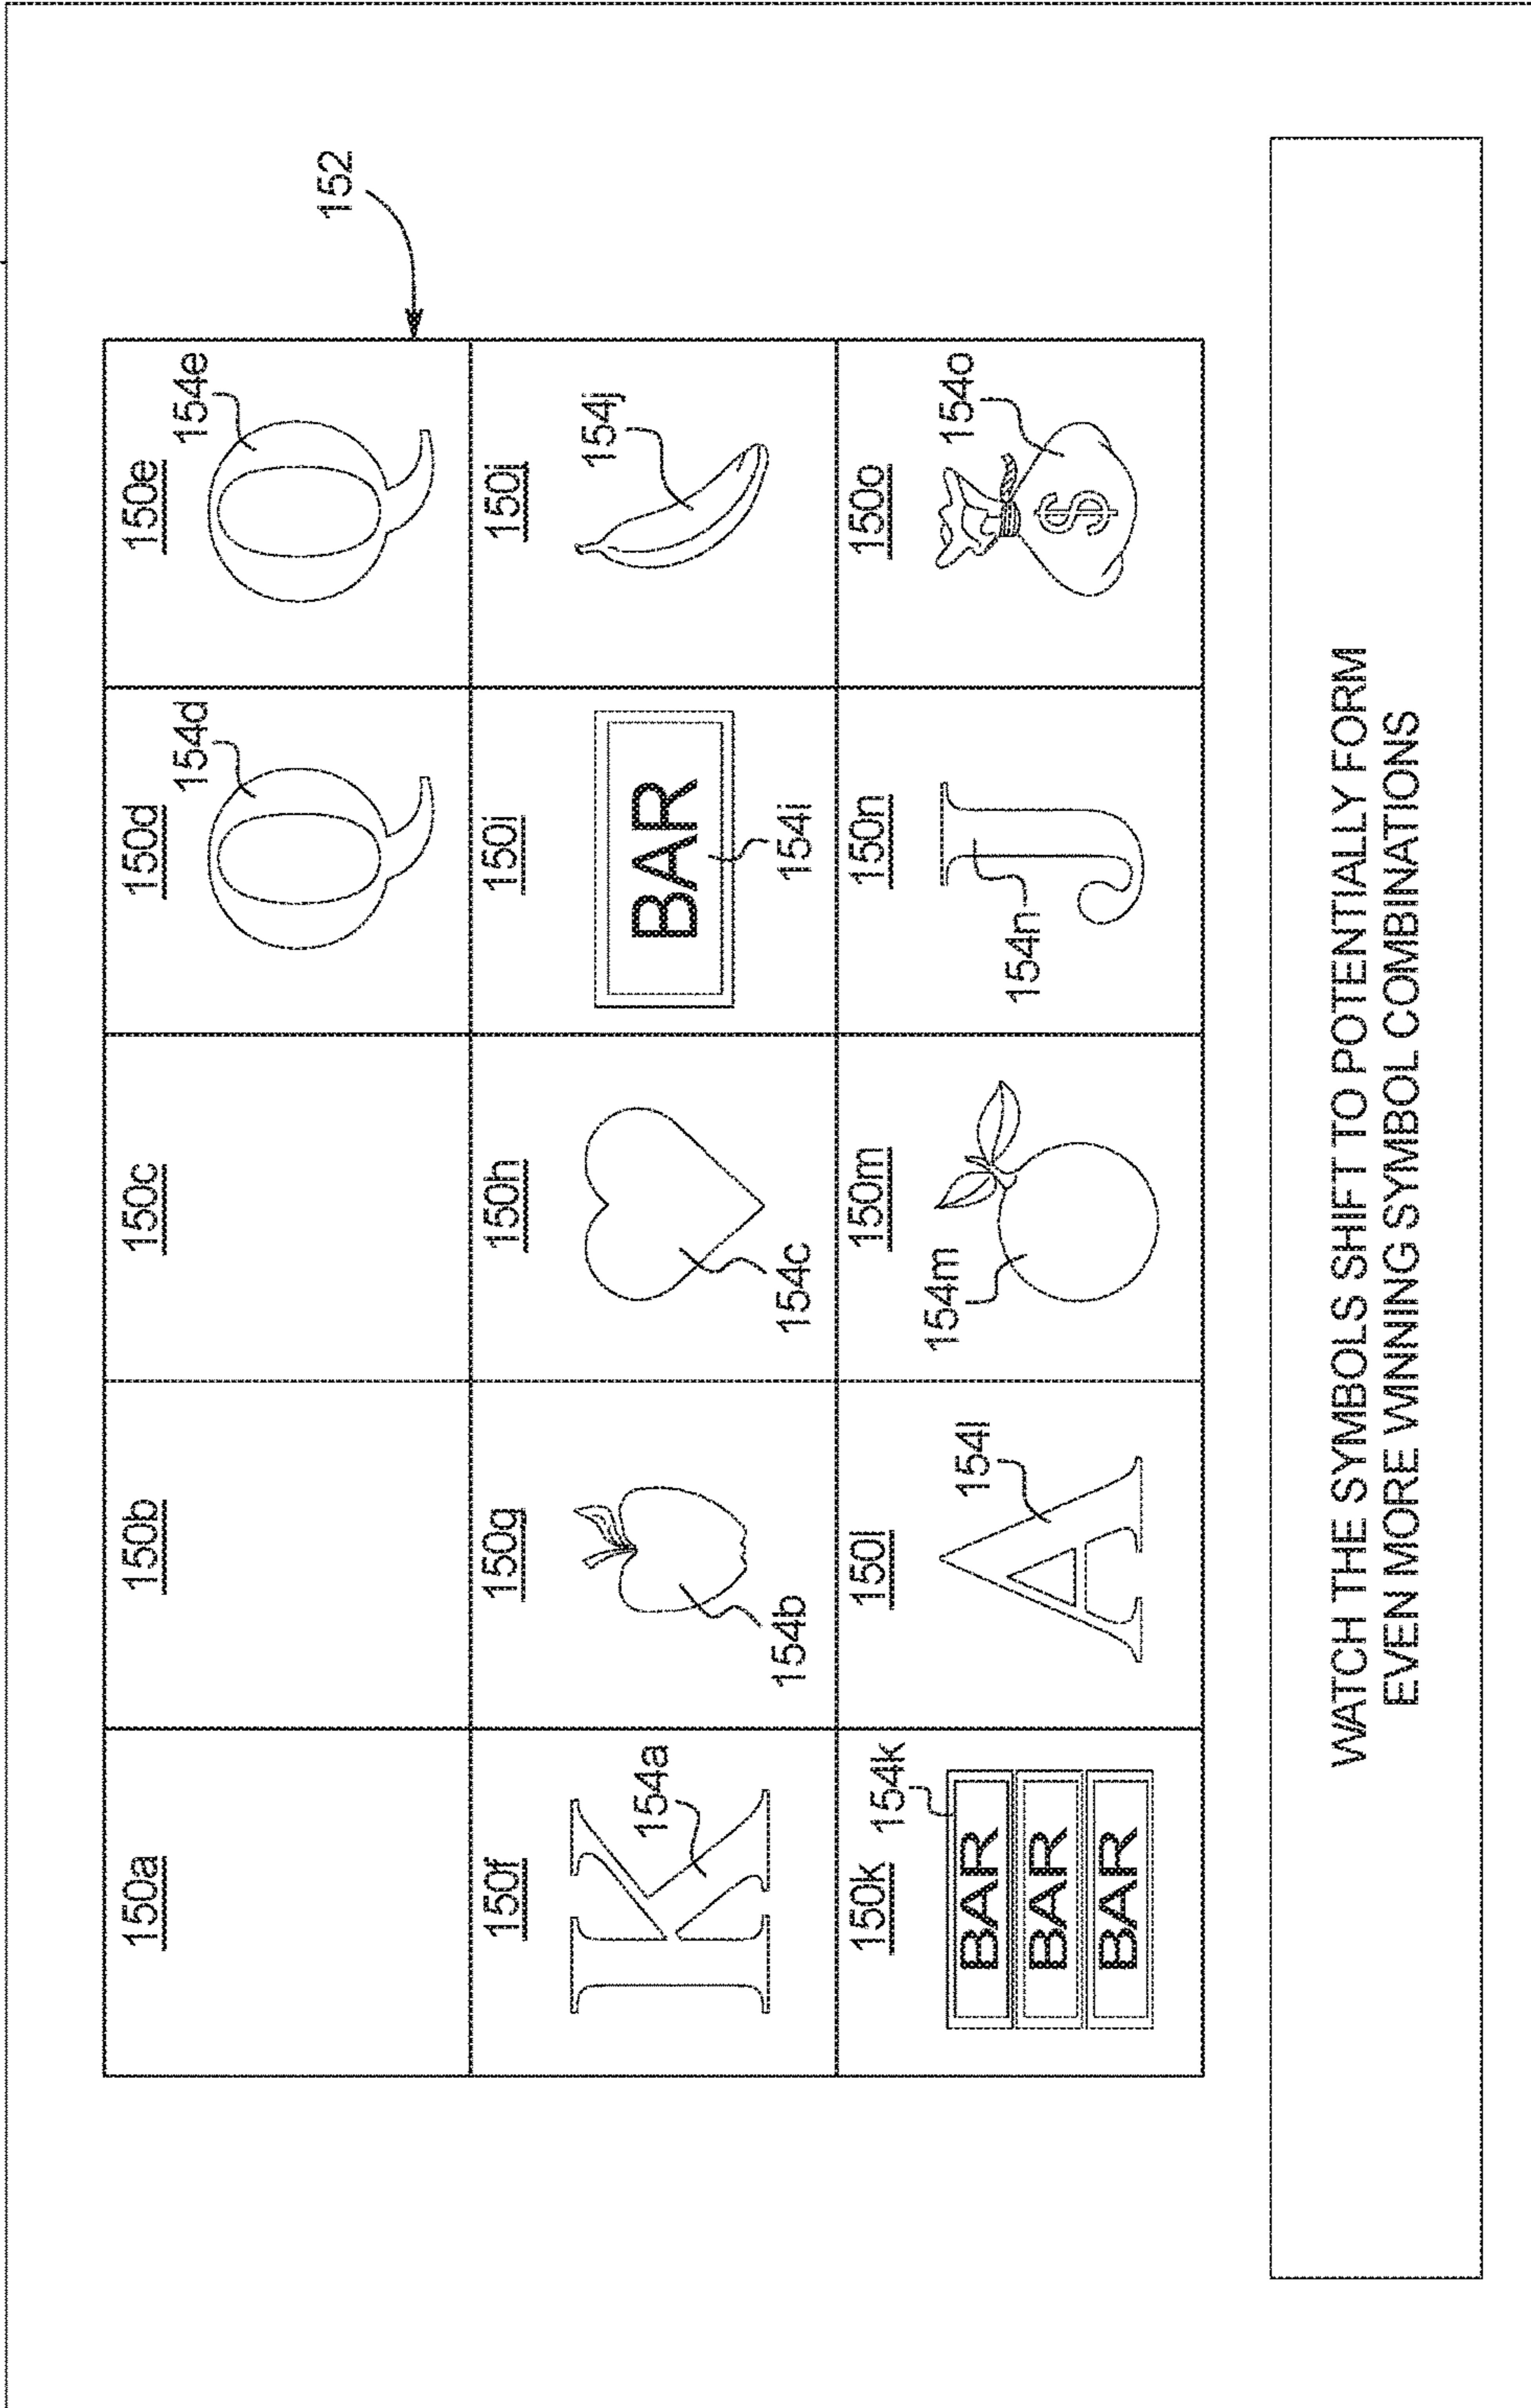 152
150a 150b 150c 150d 150e
154d 154e
150f 150g 150h 150i 150j
154a 154b 154c BAR 154i 154j
150k 150l 150m 150n 150o
154k 154l 154m 154n 154o
BAR
BAR
BAR
$
WATCH THE SYMBOLS SHIFT TO POTENTIALLY FORM
EVEN MORE WINNING SYMBOL COMBINATIONS
Q Q
K
A J